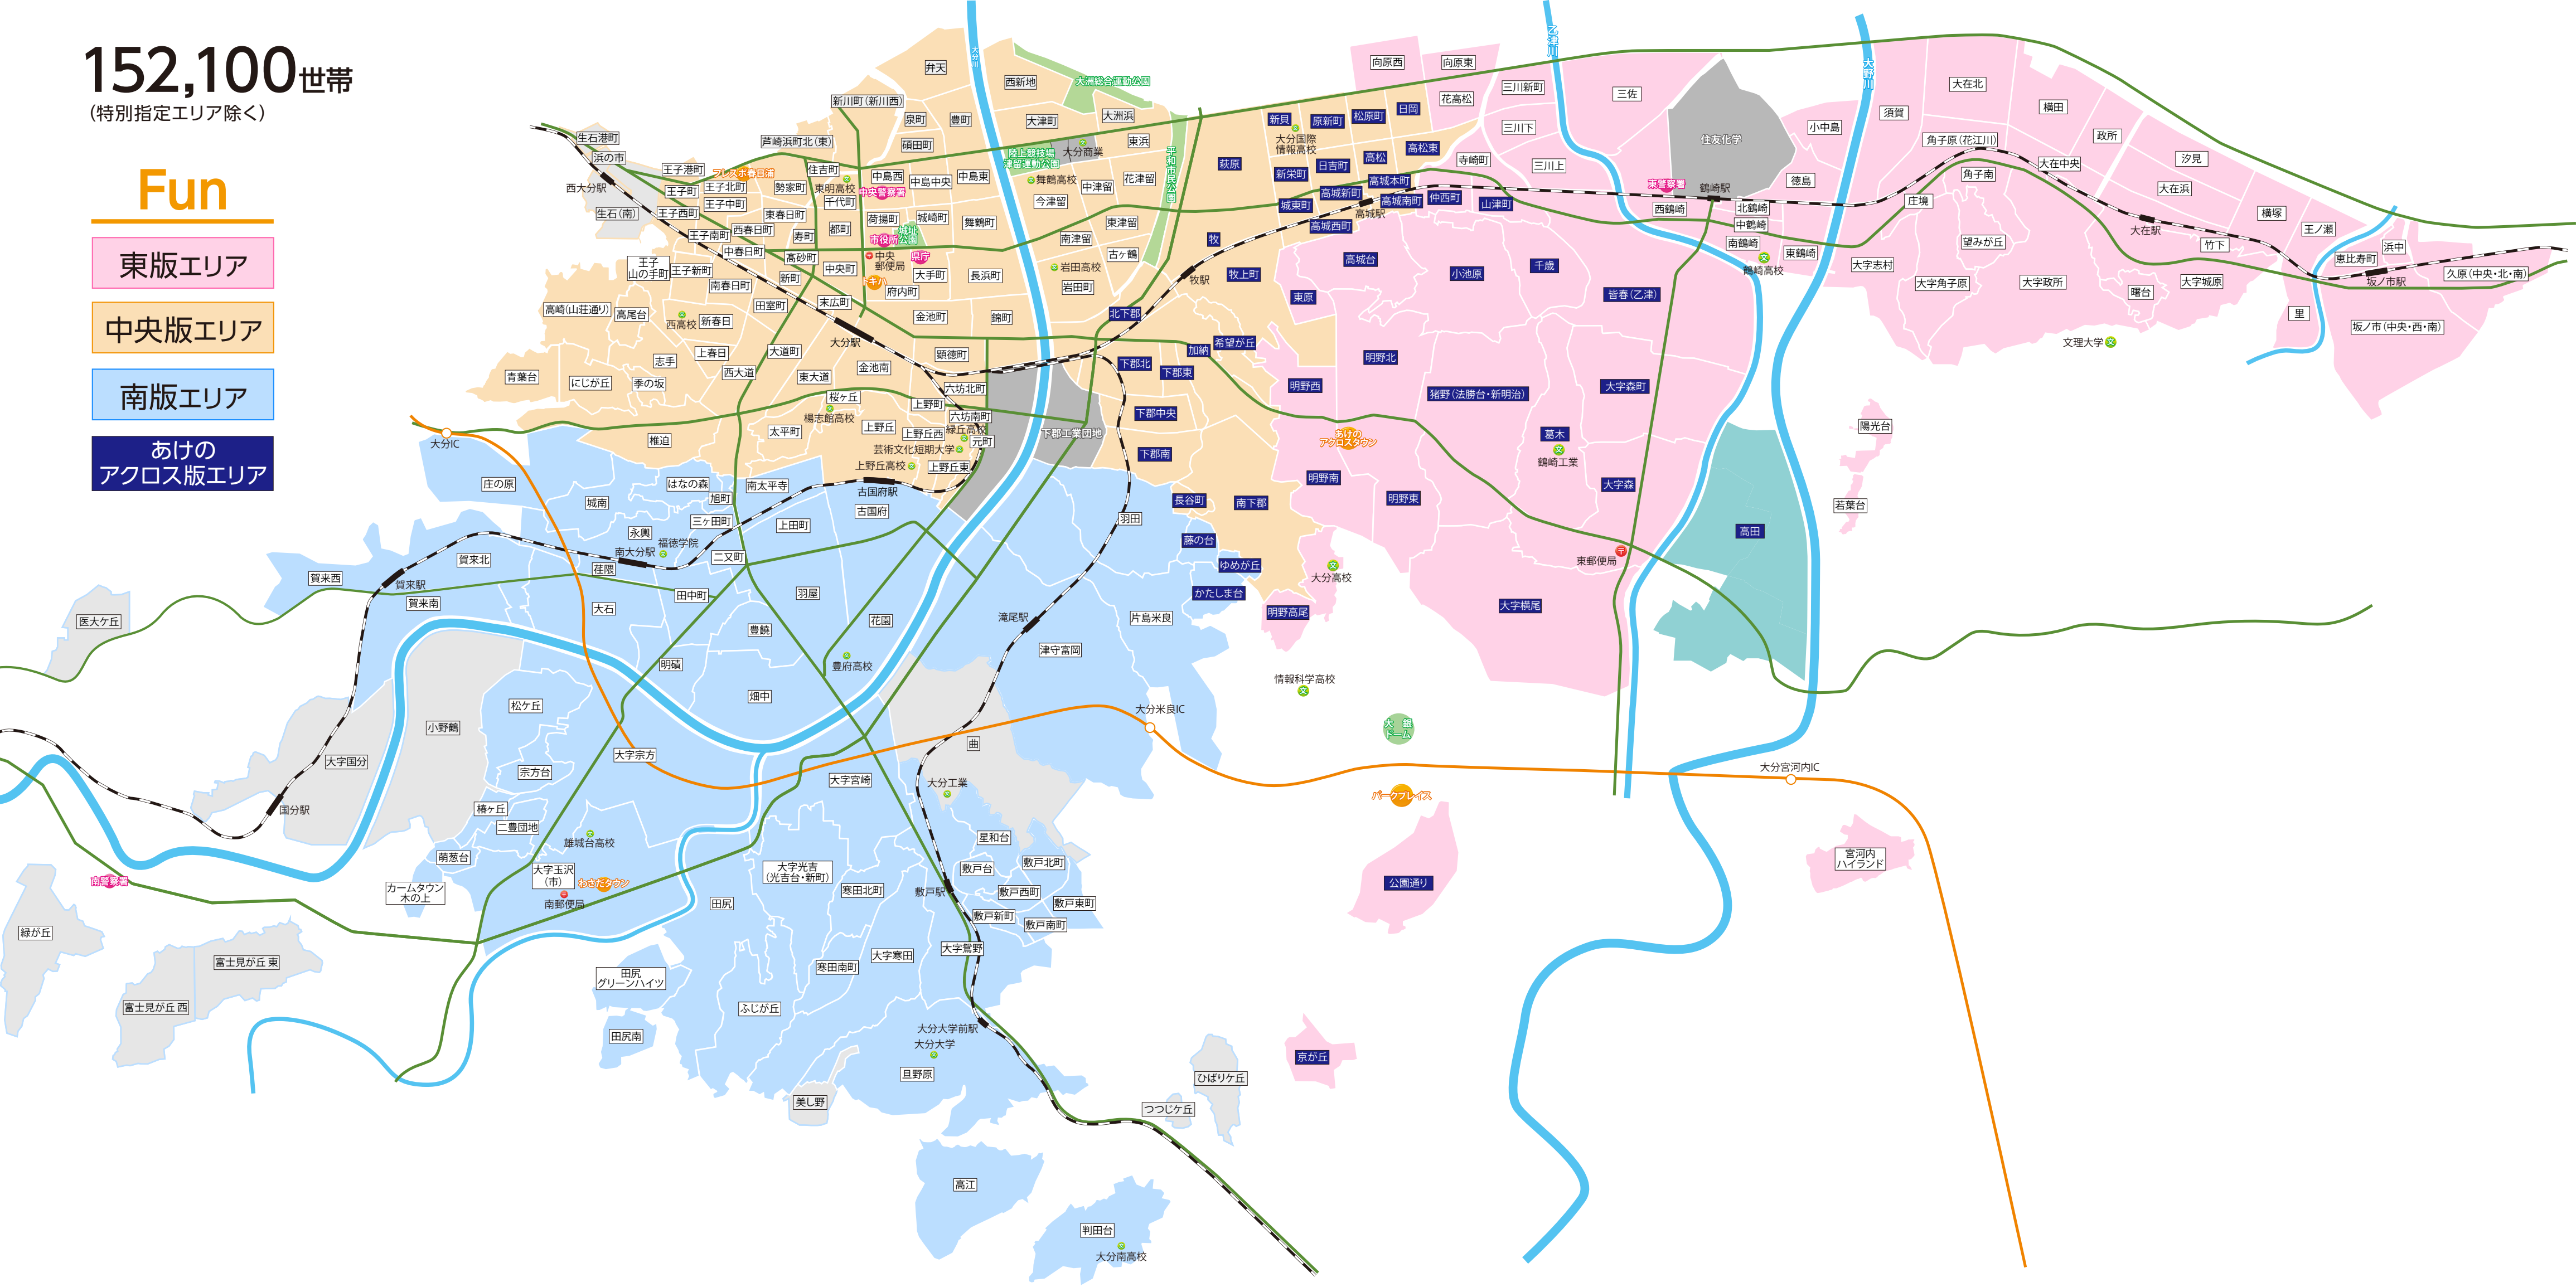 152,100世帯
(特別指定エリア除く)
Fun
東版エリア
中央版エリア
南版エリア
あけの
アクロス版エリア
大分川
乙津川
大野川
弁天
西新地
大洲総合運動公園
向原西
向原東
新川町(新川西)
泉町
豊町
大津町
大洲浜
日岡
花高松
三川新町
三佐
大在北
須賀
横田
生石港町
芦崎浜町北(東)
碩田町
陸上競技場
津留運動公園
大分商業
東浜
平和市民公園
新貝
原新町
松原町
大分国際
情報高校
三川下
住友化学
小中島
角子原(花江川)
政所
浜の市
王子港町
フレスポ春日浦
住吉町
中島西
中島中央
中島東
舞鶴高校
中津留
花津留
萩原
新栄町
日吉町
高松
高松東
寺崎町
三川上
徳島
角子南
大在中央
汐見
西大分駅
王子町
王子北町
勢家町
東明高校
中央警察署
今津留
高城新町
高城本町
東警察署
鶴崎駅
大在浜
生石(南)
王子西町
王子中町
東春日町
千代町
荷揚町
城崎町
舞鶴町
東津留
城東町
高城駅
高城南町
仲西町
山津町
西鶴崎
北鶴崎
庄境
横塚
王子南町
西春日町
寿町
都町
市役所
城址
公園
南津留
高城西町
中鶴崎
望みが丘
王ノ瀬
中春日町
髙砂町
中央
郵便局
県庁
古ヶ鶴
牧
南鶴崎
東鶴崎
大在駅
竹下
浜中
王子
山の手町
王子新町
新町
中央町
大手町
長浜町
岩田高校
高城台
小池原
千歳
鶴崎高校
大字志村
恵比寿町
久原(中央・北・南)
南春日町
トキハ
府内町
岩田町
牧駅
牧上町
大字角子原
大字政所
曙台
大字城原
坂ノ市駅
高崎(山荘通り)
高尾台
西高校
新春日
田室町
末広町
金池町
錦町
北下郡
東原
皆春(乙津)
里
坂ノ市(中央・西・南)
大分駅
文理大学
志手
上春日
大道町
顕徳町
加納
希望が丘
明野北
青葉台
にじが丘
季の坂
西大道
東大道
金池南
六坊北町
下郡北
下郡東
明野西
猪野(法勝台・新明治)
大字森町
桜ヶ丘
楊志館高校
上野町
六坊南町
緑丘高校
下郡中央
陽光台
大分IC
椎迫
太平町
上野丘
上野丘西
元町
下郡工業団地
あけの
アクロスタウン
葛木
鶴崎工業
芸術文化短期大学
上野丘高校
上野丘東
下郡南
庄の原
城南
はなの森
旭町
南太平寺
古国府駅
長谷町
南下郡
明野南
明野東
大字森
若葉台
三ヶ田町
上田町
古国府
羽田
高田
永興
福徳学院
南大分駅
二又町
藤の台
東郵便局
賀来北
賀来西
賀来駅
荏隈
ゆめが丘
大分高校
賀来南
大石
田中町
羽屋
かたしま台
大字横尾
医大ケ丘
花園
滝尾駅
片島米良
明野高尾
豊饒
津守富岡
明磧
豊府高校
情報科学高校
畑中
松ケ丘
大分米良IC
小野鶴
大銀
ドーム
大字国分
大字宗方
曲
大分宮河内IC
宗方台
大字宮崎
大分工業
パークプレイス
国分駅
椿ヶ丘
二豊団地
雄城台高校
星和台
萌葱台
大字玉沢
(市)
大字光吉
(光吉台・新町)
敷戸台
敷戸北町
宮河内
ハイランド
南警察署
カームタウン
木の上
わさだタウン
南郵便局
寒田北町
敷戸駅
敷戸西町
公園通り
田尻
敷戸新町
敷戸東町
敷戸南町
緑が丘
富士見が丘 東
大字鴛野
大字寒田
寒田南町
田尻
グリーンハイツ
富士見が丘 西
ふじが丘
田尻南
大分大学前駅
大分大学
京が丘
旦野原
ひばりケ丘
美し野
つつじケ丘
高江
判田台
大分南高校